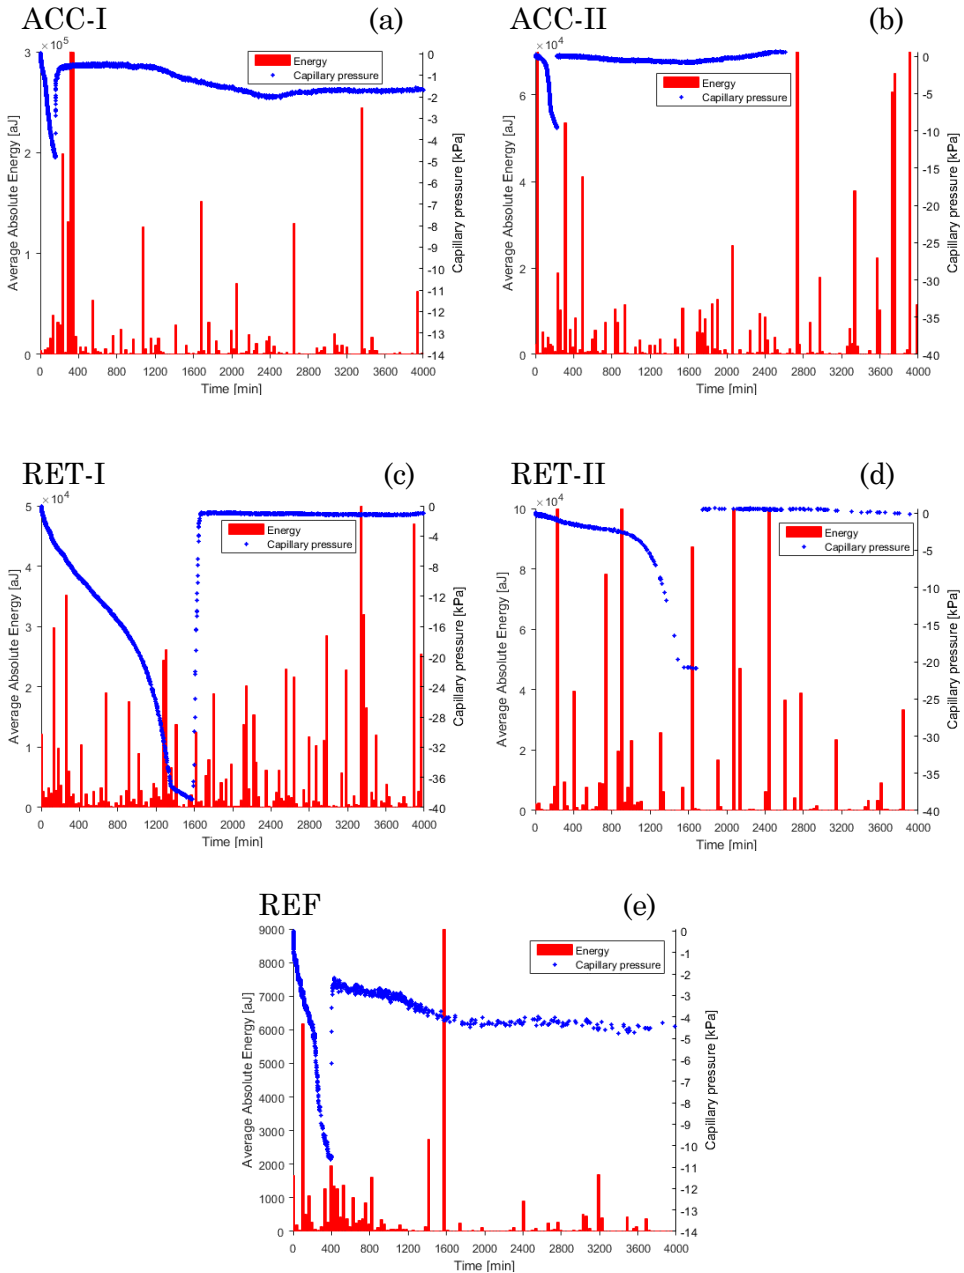 ACC-I (a)
× 10⁵
Energy
Capillary pressure
3
2
1
0
Average Absolute Energy [aJ]
0
-1
-2
-3
-4
-5
-6
-7
-8
-9
-10
-11
-12
-13
-14
Capillary pressure [kPa]
0 400 800 1200 1600 2000 2400 2800 3200 3600 4000
Time [min]
ACC-II (b)
× 10⁴
Energy
Capillary pressure
6
4
2
0
Average Absolute Energy [aJ]
0
-5
-10
-15
-20
-25
-30
-35
-40
Capillary pressure [kPa]
0 400 800 1200 1600 2000 2400 2800 3200 3600 4000
Time [min]
RET-I (c)
× 10⁴
Energy
Capillary pressure
5
4
3
2
1
0
Average Absolute Energy [aJ]
0
-4
-8
-12
-16
-20
-24
-28
-32
-36
-40
Capillary pressure [kPa]
0 400 800 1200 1600 2000 2400 2800 3200 3600 4000
Time [min]
RET-II (d)
× 10⁴
Energy
Capillary pressure
10
8
6
4
2
0
Average Absolute Energy [aJ]
0
-5
-10
-15
-20
-25
-30
-35
-40
Capillary pressure [kPa]
0 400 800 1200 1600 2000 2400 2800 3200 3600 4000
Time [min]
REF (e)
Energy
Capillary pressure
9000
8000
7000
6000
5000
4000
3000
2000
1000
0
Average Absolute Energy [aJ]
0
-1
-2
-3
-4
-5
-6
-7
-8
-9
-10
-11
-12
-13
-14
Capillary pressure [kPa]
0 400 800 1200 1600 2000 2400 2800 3200 3600 4000
Time [min]